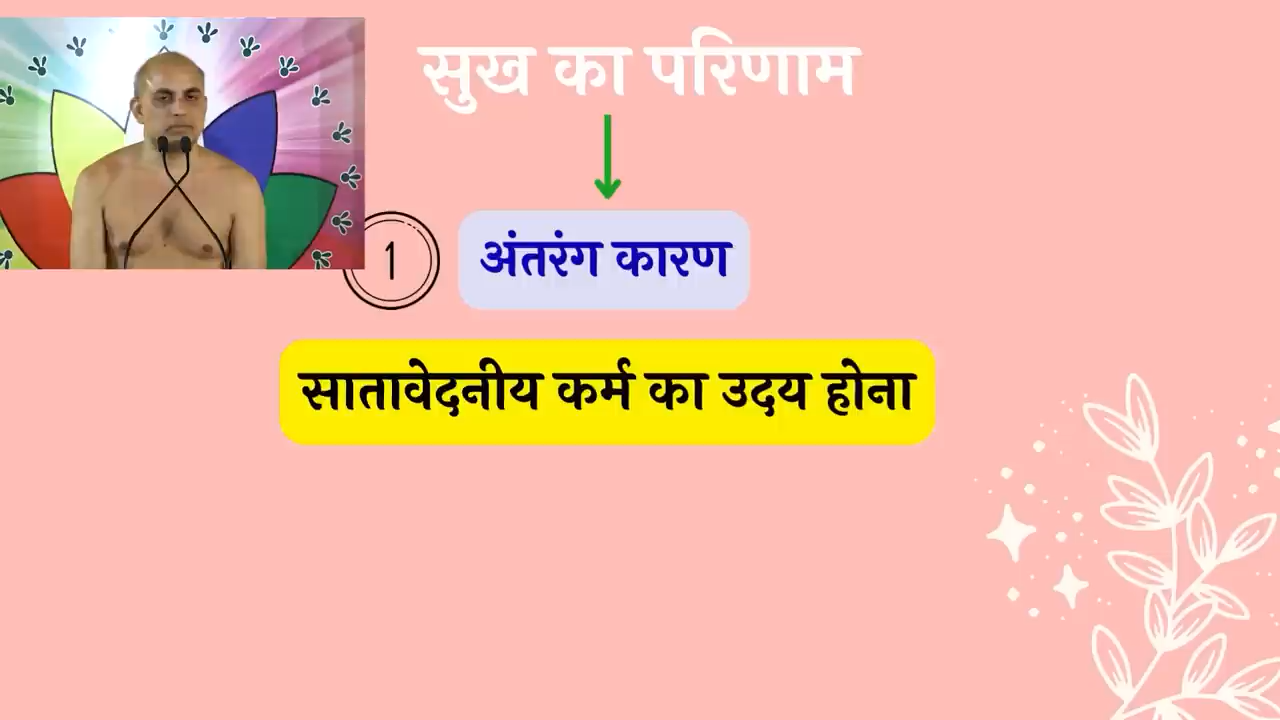 सुख का परिणाम
1
अंतरंग कारण
सातावेदनीय कर्म का उदय होना